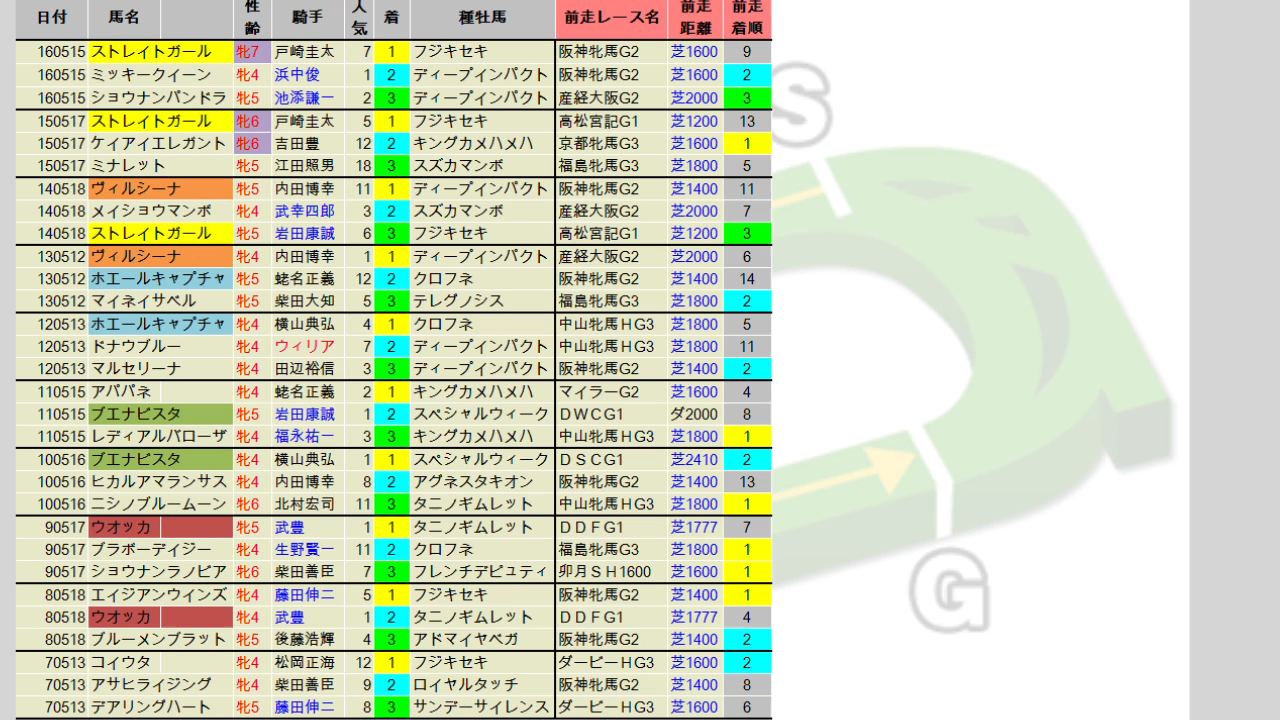 日付 馬名 性齢 騎手 人気 着 種牡馬 前走レース名 前走距離 前走着順
160515 ストレイトガール 牝7 戸崎圭太 7 1 フジキセキ 阪神牝馬G2 芝1600 9
160515 ミッキークイーン 牝4 浜中俊 1 2 ディープインパクト 阪神牝馬G2 芝1600 2
160515 ショウナンパンドラ 牝5 池添謙一 2 3 ディープインパクト 産経大阪G2 芝2000 3
150517 ストレイトガール 牝6 戸崎圭太 5 1 フジキセキ 高松宮記G1 芝1200 13
150517 ケイアイエレガント 牝6 吉田豊 12 2 キングカメハメハ 京都牝馬G3 芝1600 1
150517 ミナレット 牝5 江田照男 18 3 スズカマンボ 福島牝馬G3 芝1800 5
140518 ヴィルシーナ 牝5 内田博幸 11 1 ディープインパクト 阪神牝馬G2 芝1400 11
140518 メイショウマンボ 牝4 武幸四郎 3 2 スズカマンボ 産経大阪G2 芝2000 7
140518 ストレイトガール 牝5 岩田康誠 6 3 フジキセキ 高松宮記G1 芝1200 3
130512 ヴィルシーナ 牝4 内田博幸 1 1 ディープインパクト 産経大阪G2 芝2000 6
130512 ホエールキャプチャ 牝5 蛯名正義 12 2 クロフネ 阪神牝馬G2 芝1400 14
130512 マイネイサベル 牝5 柴田大知 5 3 テレグノシス 福島牝馬G3 芝1800 2
120513 ホエールキャプチャ 牝4 横山典弘 4 1 クロフネ 中山牝馬HG3 芝1800 5
120513 ドナウブルー 牝4 ウィリア 7 2 ディープインパクト 中山牝馬HG3 芝1800 11
120513 マルセリーナ 牝4 田辺裕信 3 3 ディープインパクト 阪神牝馬G2 芝1400 2
110515 アパパネ 牝4 蛯名正義 2 1 キングカメハメハ マイラーG2 芝1600 4
110515 ブエナビスタ 牝5 岩田康誠 1 2 スペシャルウィーク DWCG1 ダ2000 8
110515 レディアルバローザ 牝4 福永祐一 3 3 キングカメハメハ 中山牝馬HG3 芝1800 1
100516 ブエナビスタ 牝4 横山典弘 1 1 スペシャルウィーク DSCG1 芝2410 2
100516 ヒカルアマランサス 牝4 内田博幸 8 2 アグネスタキオン 阪神牝馬G2 芝1400 13
100516 ニシノブルームーン 牝6 北村宏司 11 3 タニノギムレット 中山牝馬HG3 芝1800 1
90517 ウオッカ 牝5 武豊 1 1 タニノギムレット DDFG1 芝1777 7
90517 ブラボーデイジー 牝4 生野賢一 11 2 クロフネ 福島牝馬G3 芝1800 1
90517 ショウナンラノビア 牝6 柴田善臣 7 3 フレンチデピュティ 卯月SH1600 芝1600 1
80518 エイジアンウインズ 牝4 藤田伸二 5 1 フジキセキ 阪神牝馬G2 芝1400 1
80518 ウオッカ 牝4 武豊 1 2 タニノギムレット DDFG1 芝1777 4
80518 ブルーメンブラット 牝5 後藤浩輝 4 3 アドマイヤベガ 阪神牝馬G2 芝1400 2
70513 コイウタ 牝4 松岡正海 12 1 フジキセキ ダービーHG3 芝1600 2
70513 アサヒライジング 牝4 柴田善臣 9 2 ロイヤルタッチ 阪神牝馬G2 芝1400 8
70513 デアリングハート 牝5 藤田伸二 8 3 サンデーサイレンス ダービーHG3 芝1600 6
S
G